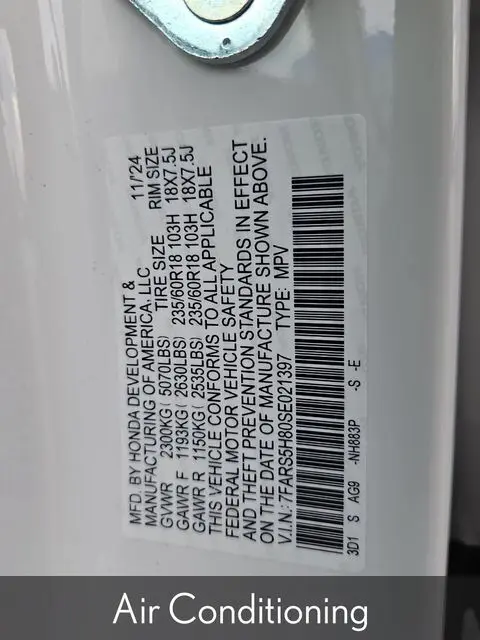 MFD. BY HONDA DEVELOPMENT &
MANUFACTURING OF AMERICA, LLC 11/'24
GVWR 2300KG ( 5070LBS) TIRE SIZE RIM SIZE
GAWR F 1193KG ( 2630LBS) 235/60R18 103H 18X7.5J
GAWR R 1150KG ( 2535LBS) 235/60R18 103H 18X7.5J
THIS VEHICLE CONFORMS TO ALL APPLICABLE
FEDERAL MOTOR VEHICLE SAFETY
AND THEFT PREVENTION STANDARDS IN EFFECT
ON THE DATE OF MANUFACTURE SHOWN ABOVE.
V.I.N.: 7FARS5H80SE021397 TYPE: MPV
3D1 S AG9 -NH883P -S -E
Air Conditioning